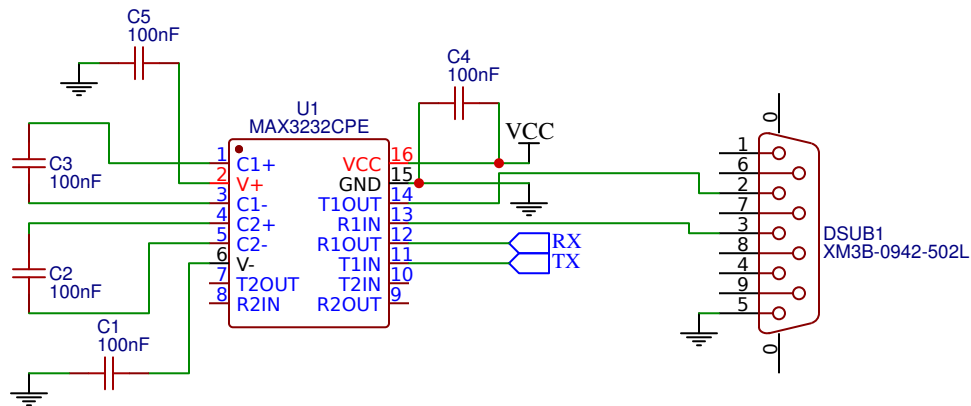 C5
100nF
C4
100nF
U1
MAX3232CPE
VCC
C3
100nF
C2
100nF
C1
100nF
1 C1+
2 V+
3 C1-
4 C2+
5 C2-
6 V-
7 T2OUT
8 R2IN
VCC 16
GND 15
T1OUT 14
R1IN 13
R1OUT 12
T1IN 11
T2IN 10
R2OUT 9
RX
TX
0
1
6
2
7
3
8
4
9
5
0
DSUB1
XM3B-0942-502L